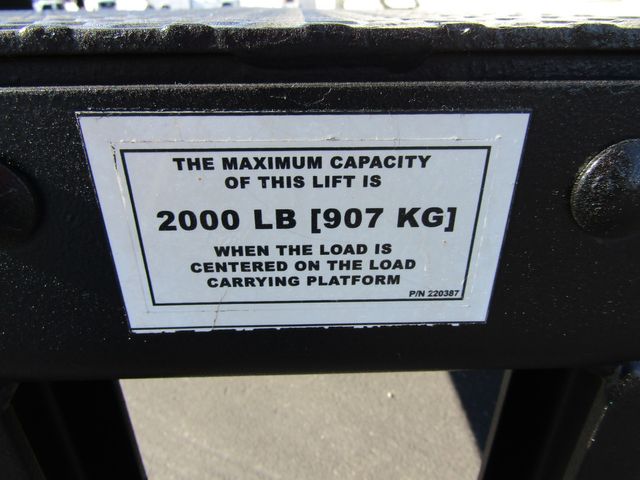 THE MAXIMUM CAPACITY
OF THIS LIFT IS
2000 LB [907 KG]
WHEN THE LOAD IS
CENTERED ON THE LOAD
CARRYING PLATFORM
P/N 220387